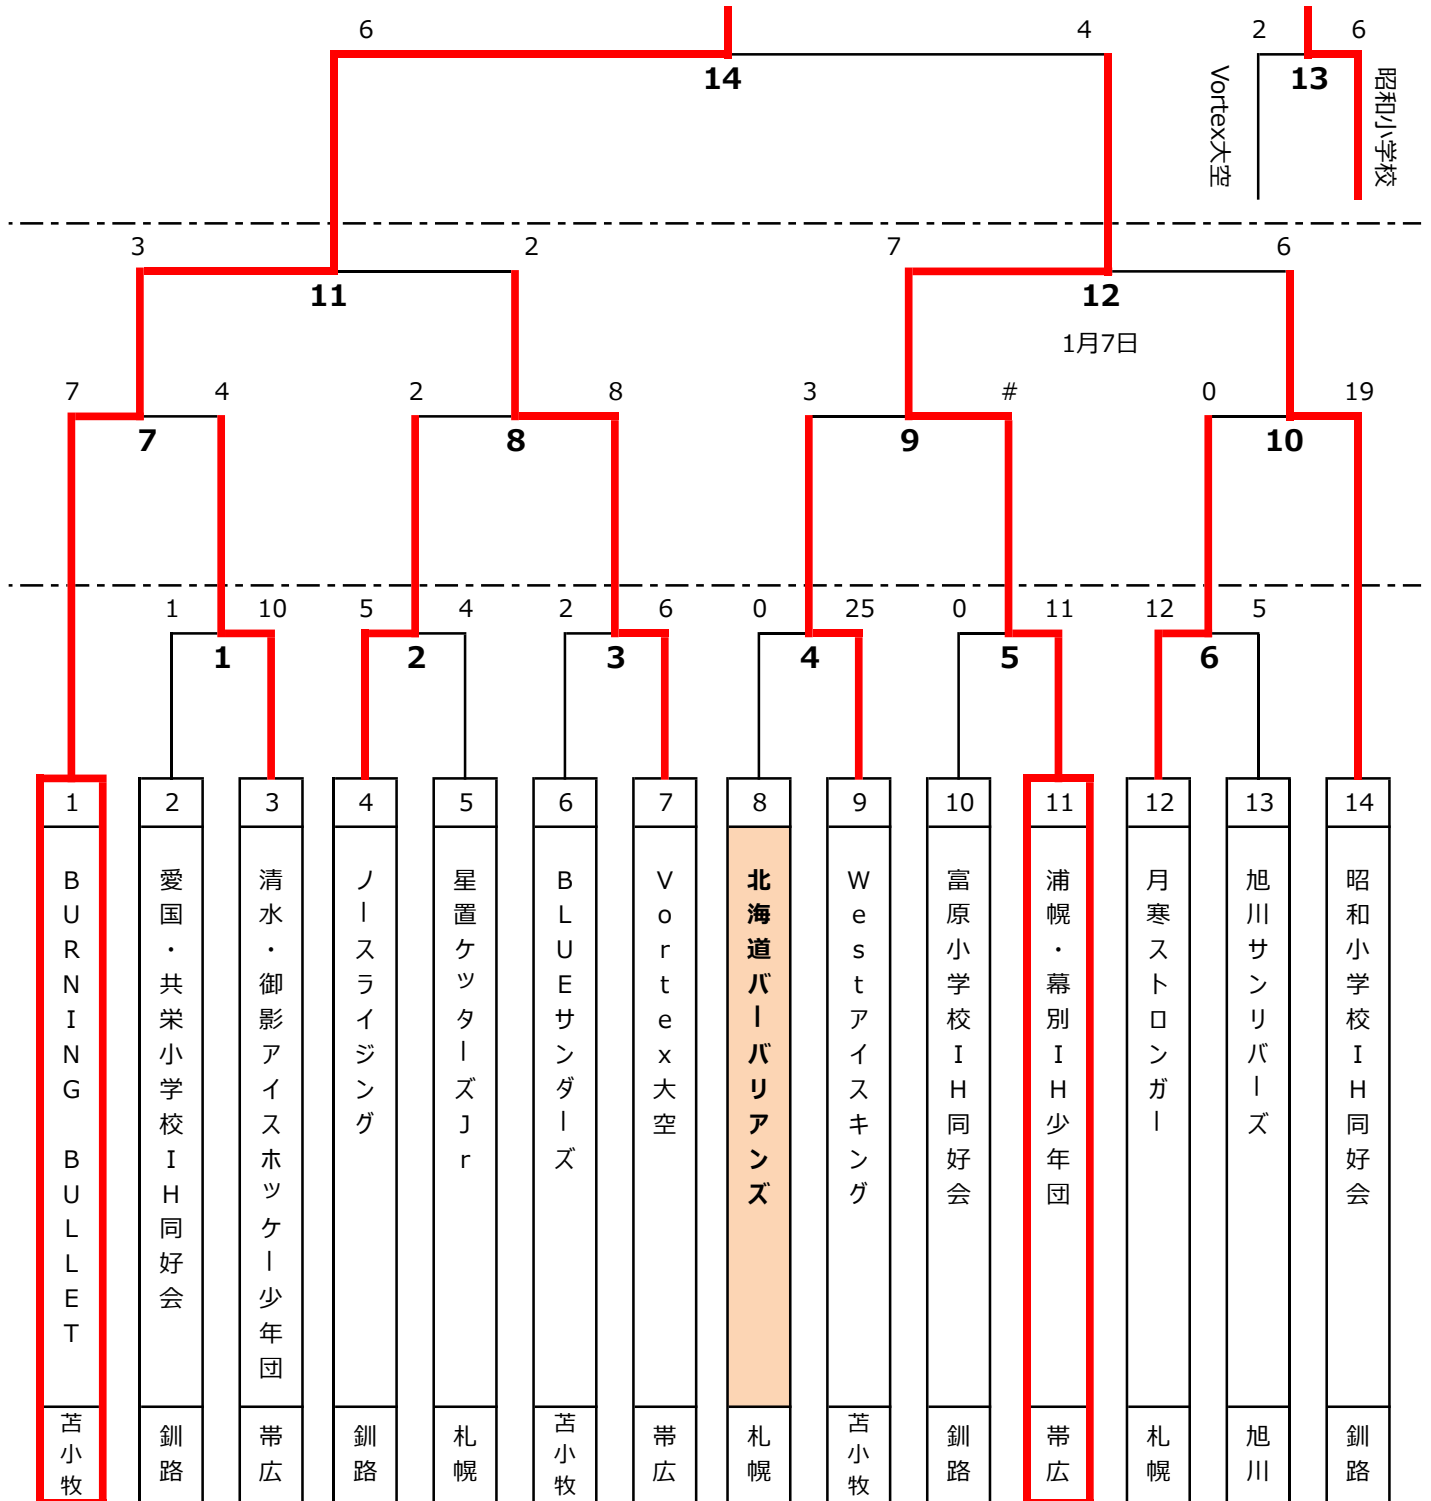 6 4 2 6
14 13
Vortex大空
昭和小学校
3 2 7 6
11 12
1月7日
7 4 2 8 3 # 0 19
7 8 9 10
1 10 5 4 2 6 0 25 0 11 12 5
1 2 3 4 5 6
1 2 3 4 5 6 7 8 9 10 11 12 13 14
BURNING BULLET
愛国・共栄小学校IH同好会
清水・御影アイスホッケー少年団
ノースライジング
星置ケッターズJr
BLUEサンダーズ
Vortex大空
北海道バーバリアンズ
Westアイスキング
富原小学校IH同好会
浦幌・幕別IH少年団
月寒ストロンガー
旭川サンリバーズ
昭和小学校IH同好会
苫小牧
釧路
帯広
釧路
札幌
苫小牧
帯広
札幌
苫小牧
釧路
帯広
札幌
旭川
釧路